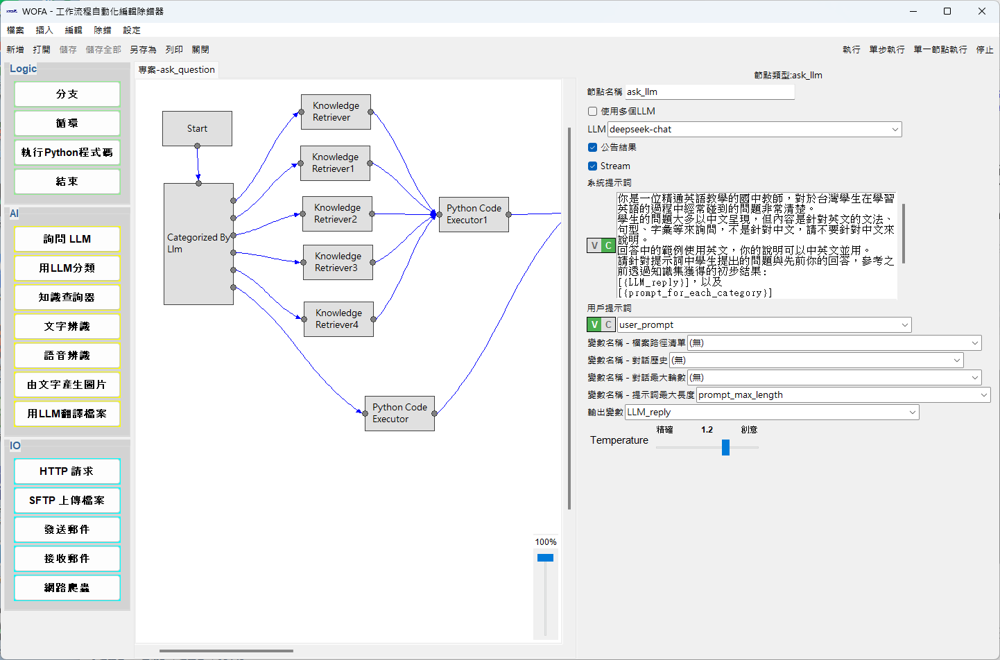 WOFA - 工作流程自動化編輯除錯器
檔案 插入 編輯 除錯 設定
新增 打開 儲存 儲存全部 另存為 列印 關閉
執行 單步執行 單一節點執行 停止
Logic
分支
循環
執行Python程式碼
結束
AI
詢問 LLM
用LLM分類
知識查詢器
文字辨識
語音辨識
由文字產生圖片
用LLM翻譯檔案
IO
HTTP 請求
SFTP 上傳檔案
發送郵件
接收郵件
網路爬蟲
專案-ask_question
Start
Categorized By
Llm
Knowledge
Retriever
Knowledge
Retriever1
Knowledge
Retriever2
Knowledge
Retriever3
Knowledge
Retriever4
Python Code
Executor1
Python Code
Executor
100%
節點類型:ask_llm
節點名稱 ask_llm
使用多個LLM
LLM deepseek-chat
公告結果
Stream
系統提示詞
V C
你是一位精通英語教學的國中教師，對於台灣學生在學習
英語的過程中經常碰到的問題非常清楚。
學生的問題大多以中文呈現，但內容是針對英文的文法、
句型、字彙等來詢問，不是針對中文，請不要針對中文來
說明。
回答中的範例使用英文，你的說明可以中英文並用。
請針對提示詞中學生提出的問題與先前你的回答，參考之
前透過知識集獲得的初步結果:
[{LLM_reply}]，以及
[{prompt_for_each_category}]
用戶提示詞
V C user_prompt
變數名稱 - 檔案路徑清單 (無)
變數名稱 - 對話歷史 (無)
變數名稱 - 對話最大輪數 (無)
變數名稱 - 提示詞最大長度 prompt_max_length
輸出變數 LLM_reply
精確 1.2 創意
Temperature